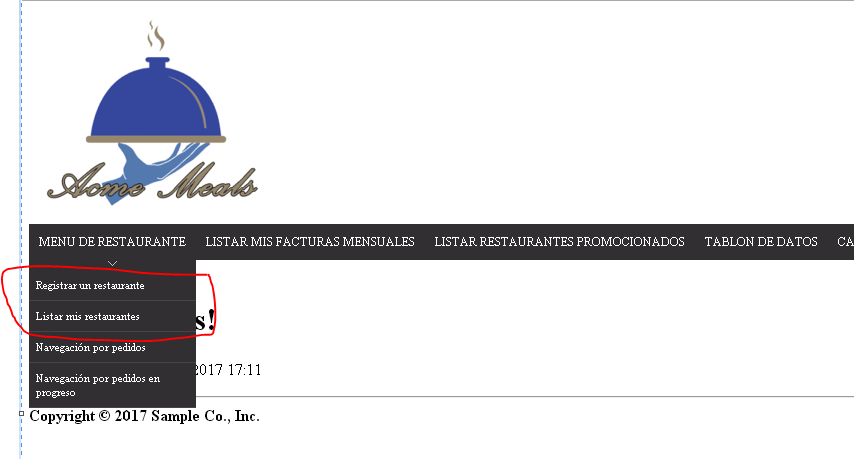 Acme Meals
MENU DE RESTAURANTE LISTAR MIS FACTURAS MENSUALES LISTAR RESTAURANTES PROMOCIONADOS TABLON DE DATOS CA
Registrar un restaurante
Listar mis restaurantes
s!
Navegación por pedidos
2017 17:11
Navegación por pedidos en
progreso
Copyright © 2017 Sample Co., Inc.